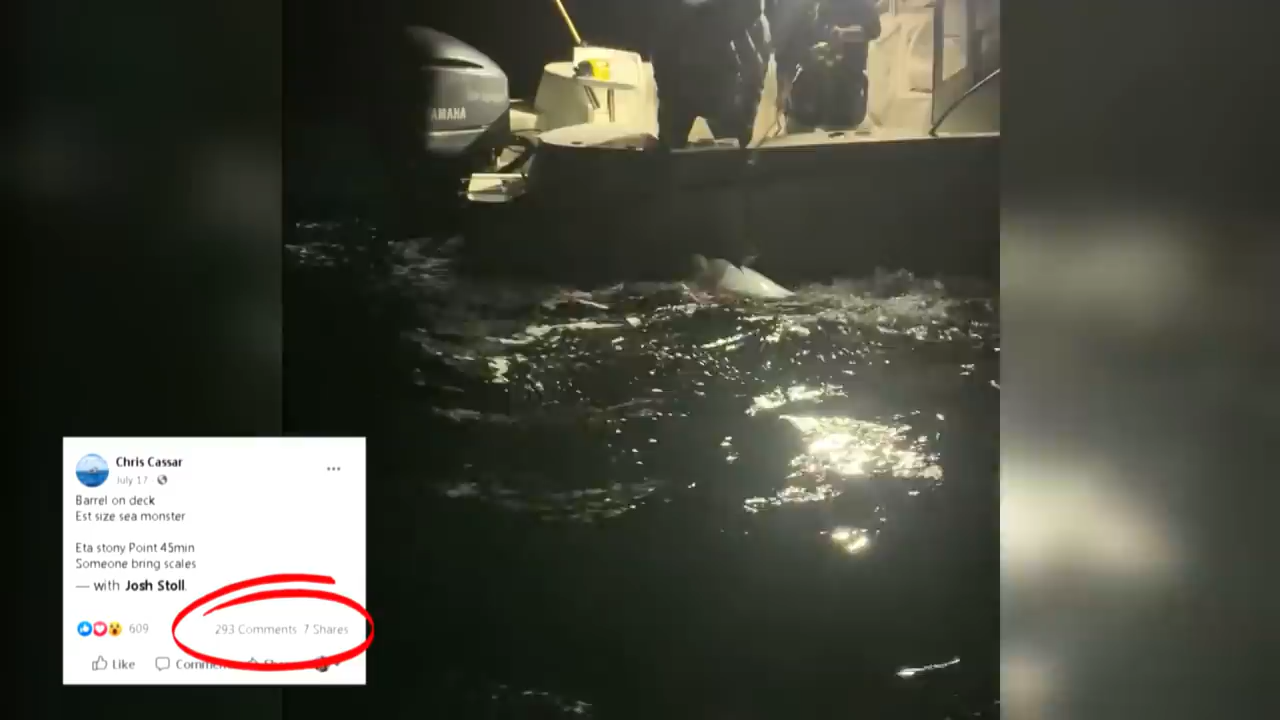 YAMAHA
Chris Cassar
July 17
Barrel on deck
Est size sea monster
Eta stony Point 45min
Someone bring scales
— with Josh Stoll.
609
293 Comments 7 Shares
Like